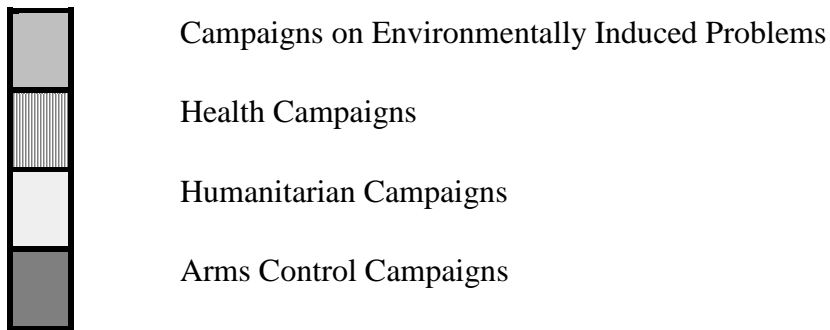 Campaigns on Environmentally Induced Problems
Health Campaigns
Humanitarian Campaigns
Arms Control Campaigns